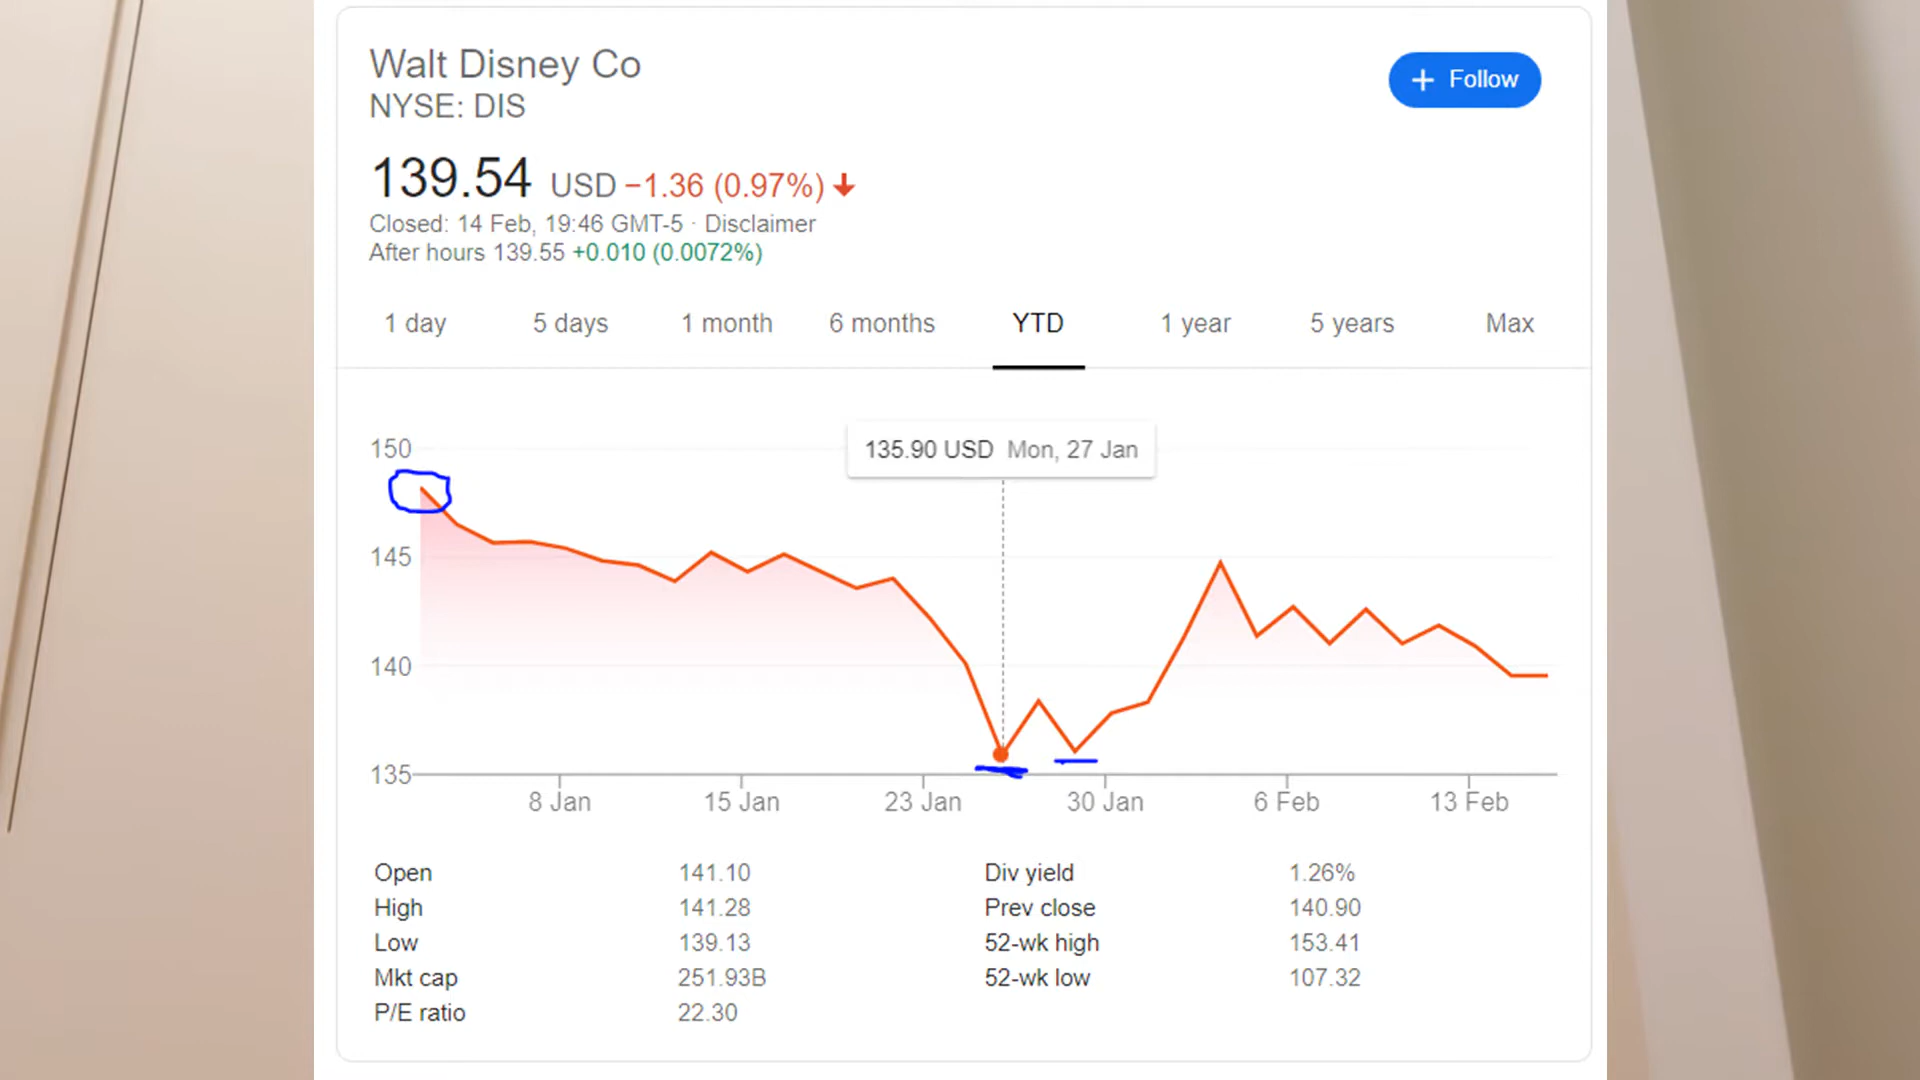 Walt Disney Co
NYSE: DIS
+ Follow
139.54 USD −1.36 (0.97%)
Closed: 14 Feb, 19:46 GMT-5 · Disclaimer
After hours 139.55 +0.010 (0.0072%)
1 day 5 days 1 month 6 months YTD 1 year 5 years Max
135.90 USD Mon, 27 Jan
150
145
140
135
8 Jan 15 Jan 23 Jan 30 Jan 6 Feb 13 Feb
Open 141.10 Div yield 1.26%
High 141.28 Prev close 140.90
Low 139.13 52-wk high 153.41
Mkt cap 251.93B 52-wk low 107.32
P/E ratio 22.30